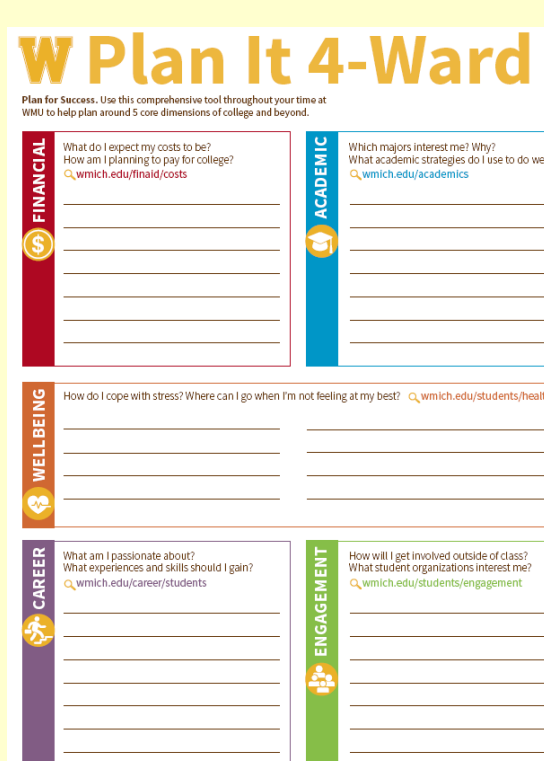 W Plan It 4-Ward
Plan for Success. Use this comprehensive tool throughout your time at
WMU to help plan around 5 core dimensions of college and beyond.
FINANCIAL
What do I expect my costs to be?
How am I planning to pay for college?
wmich.edu/finaid/costs
$
ACADEMIC
Which majors interest me? Why?
What academic strategies do I use to do we
wmich.edu/academics
WELLBEING
How do I cope with stress? Where can I go when I'm not feeling at my best? wmich.edu/students/healt
CAREER
What am I passionate about?
What experiences and skills should I gain?
wmich.edu/career/students
ENGAGEMENT
How will I get involved outside of class?
What student organizations interest me?
wmich.edu/students/engagement